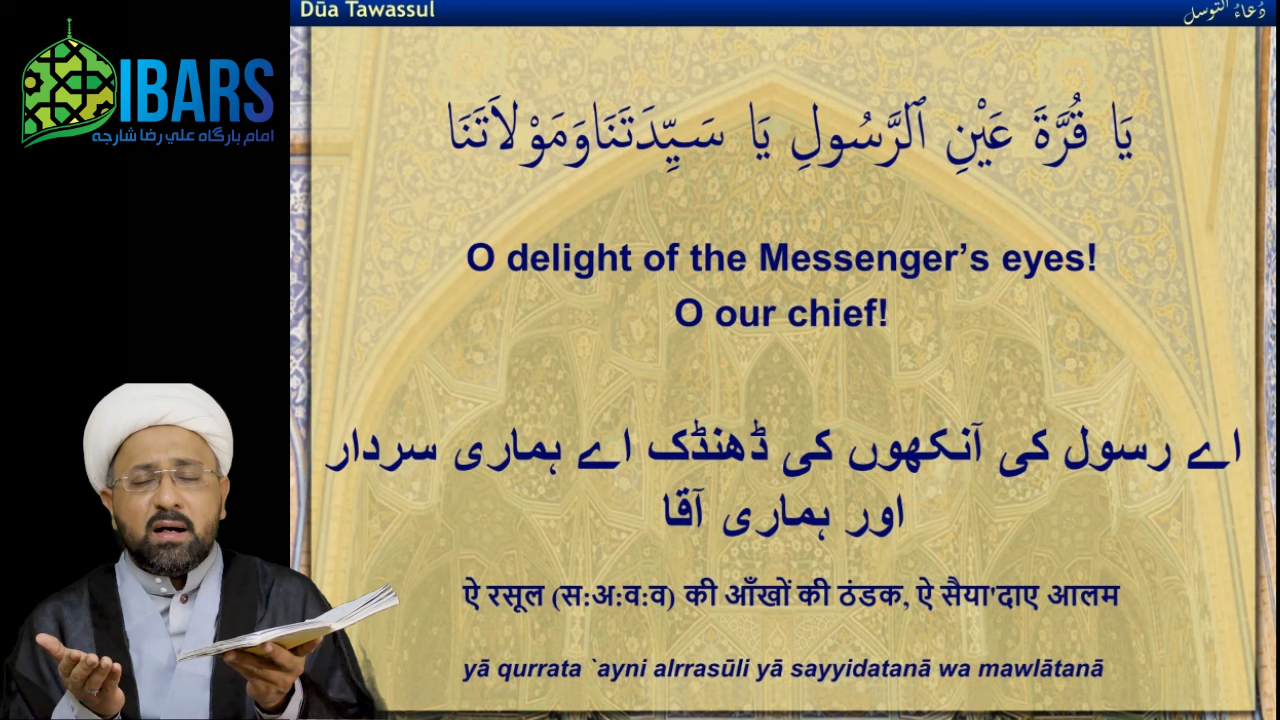 Dūa Tawassul
دُعاءُ التوسل
IBARS
امام بارگاه علي رضا شارجه
يَا قُرَّةَ عَيْنِ ٱلرَّسُولِ يَا سَيِّدَتَنَاوَمَوْلاَتَنَا
O delight of the Messenger’s eyes!
O our chief!
اے رسول کی آنکھوں کی ڈھنڈک اے ہماری سردار
اور ہماری آقا
ऐ रसूल (स:अ:व:व) की आँखों की ठंडक, ऐ सैया'दाए आलम
yā qurrata `ayni alrrasūli yā sayyidatanā wa mawlātanā